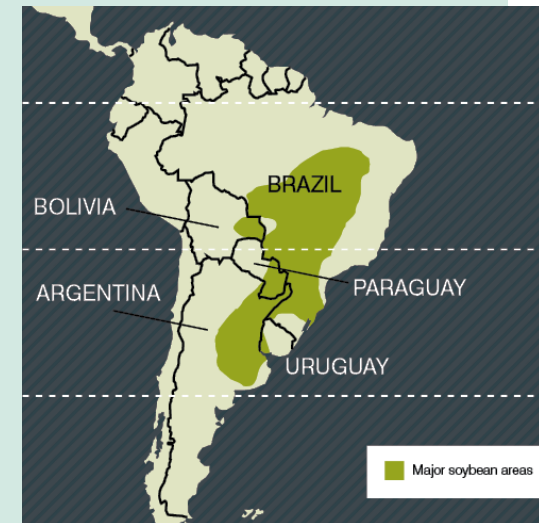 BRAZIL
BOLIVIA
ARGENTINA
PARAGUAY
URUGUAY
Major soybean areas